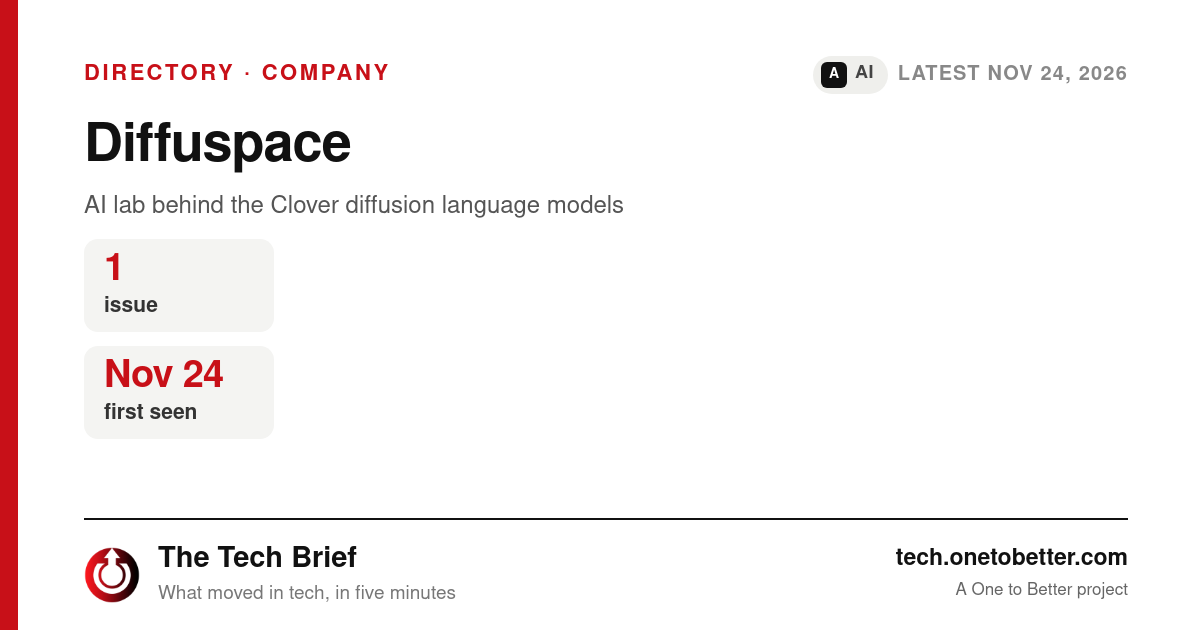 DIRECTORY · COMPANY
A AI LATEST NOV 24, 2026
Diffuspace
AI lab behind the Clover diffusion language models
1
issue
Nov 24
first seen
The Tech Brief
What moved in tech, in five minutes
tech.onetobetter.com
A One to Better project